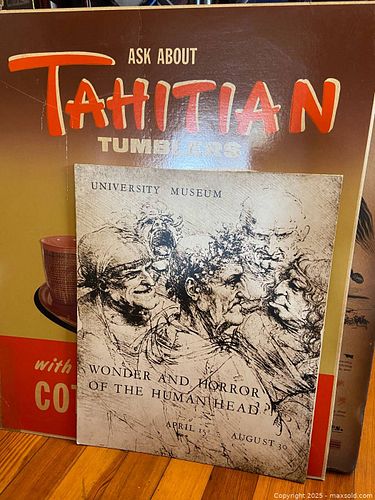 ASK ABOUT
TAHITIAN
TUMBLERS
UNIVERSITY MUSEUM
WONDER AND HORROR
OF THE HUMAN HEAD
APRIL 15
AUGUST 30
with
CO
Copyright © 2025 - maxsold.com